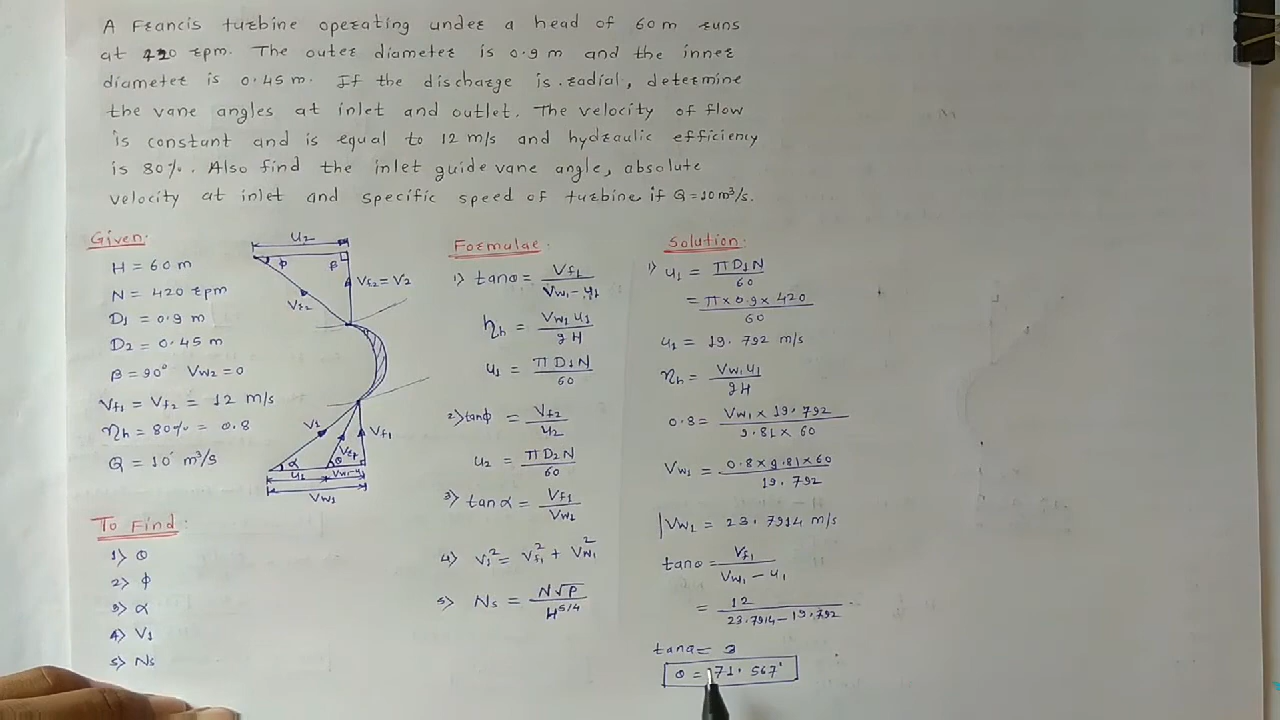 A Francis turbine operating under a head of 60 m runs
at 420 rpm. The outer diameter is 0.9 m and the inner
diameter is 0.45 m. If the discharge is radial, determine
the vane angles at inlet and outlet. The velocity of flow
is constant and is equal to 12 m/s and hydraulic efficiency
is 80%. Also find the inlet guide vane angle, absolute
velocity at inlet and specific speed of turbine if Q = 10 m³/s.
Given:
H = 60 m
N = 420 rpm
D1 = 0.9 m
D2 = 0.45 m
β = 90° Vw2 = 0
Vf1 = Vf2 = 12 m/s
ηh = 80% = 0.8
Q = 10 m³/s
To Find:
1) θ
2) ϕ
3) α
4) V1
5) Ns
u2
ϕ
β
Vf2 = V2
Vr2
V1
Vr1
Vf1
α
θ
u1
Vw1-u1
Vw1
Formulae:
1) tanθ = Vf1 / Vw1 - u1
ηh = Vw1 u1 / gH
u1 = π D1 N / 60
2) tanϕ = Vf2 / u2
u2 = π D2 N / 60
3) tanα = Vf1 / Vw1
4) V1² = Vf1² + Vw1²
5) Ns = N√P / H^5/4
Solution:
1) u1 = π D1 N / 60
= π × 0.9 × 420 / 60
u1 = 19.792 m/s
ηh = Vw1 u1 / gH
0.8 = Vw1 × 19.792 / 9.81 × 60
Vw1 = 0.8 × 9.81 × 60 / 19.792
Vw1 = 23.7914 m/s
tanθ = Vf1 / Vw1 - u1
= 12 / 23.7914 - 19.792
tanθ = 3
θ = 71.567°